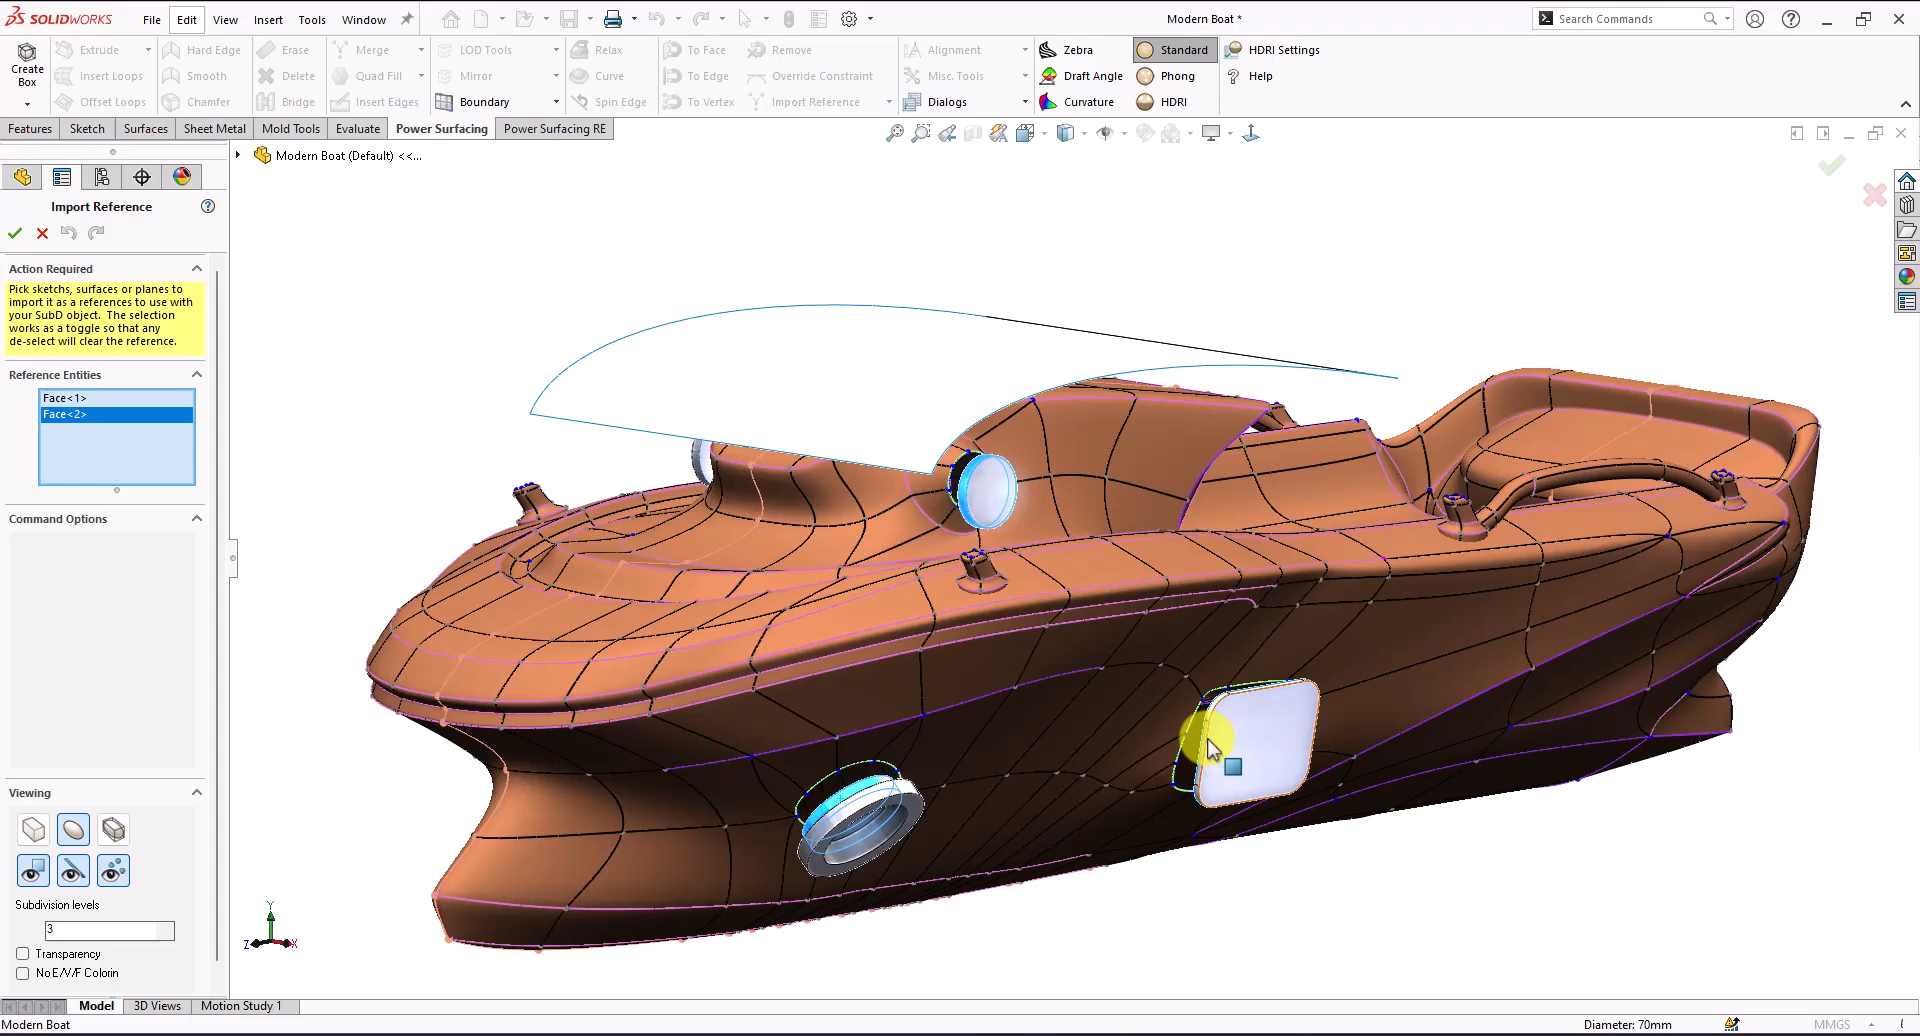 SOLIDWORKS File Edit View Insert Tools Window Modern Boat * Search Commands
Create Box
Extrude Hard Edge Erase Merge LOD Tools Relax To Face Remove Alignment Zebra Standard HDRI Settings
Insert Loops Smooth Delete Quad Fill Mirror Curve To Edge Override Constraint Misc. Tools Draft Angle Phong Help
Offset Loops Chamfer Bridge Insert Edges Boundary Spin Edge To Vertex Import Reference Dialogs Curvature HDRI
Features Sketch Surfaces Sheet Metal Mold Tools Evaluate Power Surfacing Power Surfacing RE
Modern Boat (Default) <<...
Import Reference
Action Required
Pick sketchs, surfaces or planes to
import it as a references to use with
your SubD object. The selection
works as a toggle so that any
de-select will clear the reference.
Reference Entities
Face<1>
Face<2>
Command Options
Viewing
Subdivision levels
3
Transparency
No E/V/F Colorin
Y
Z X
Model 3D Views Motion Study 1
Modern Boat Diameter: 70mm MMGS